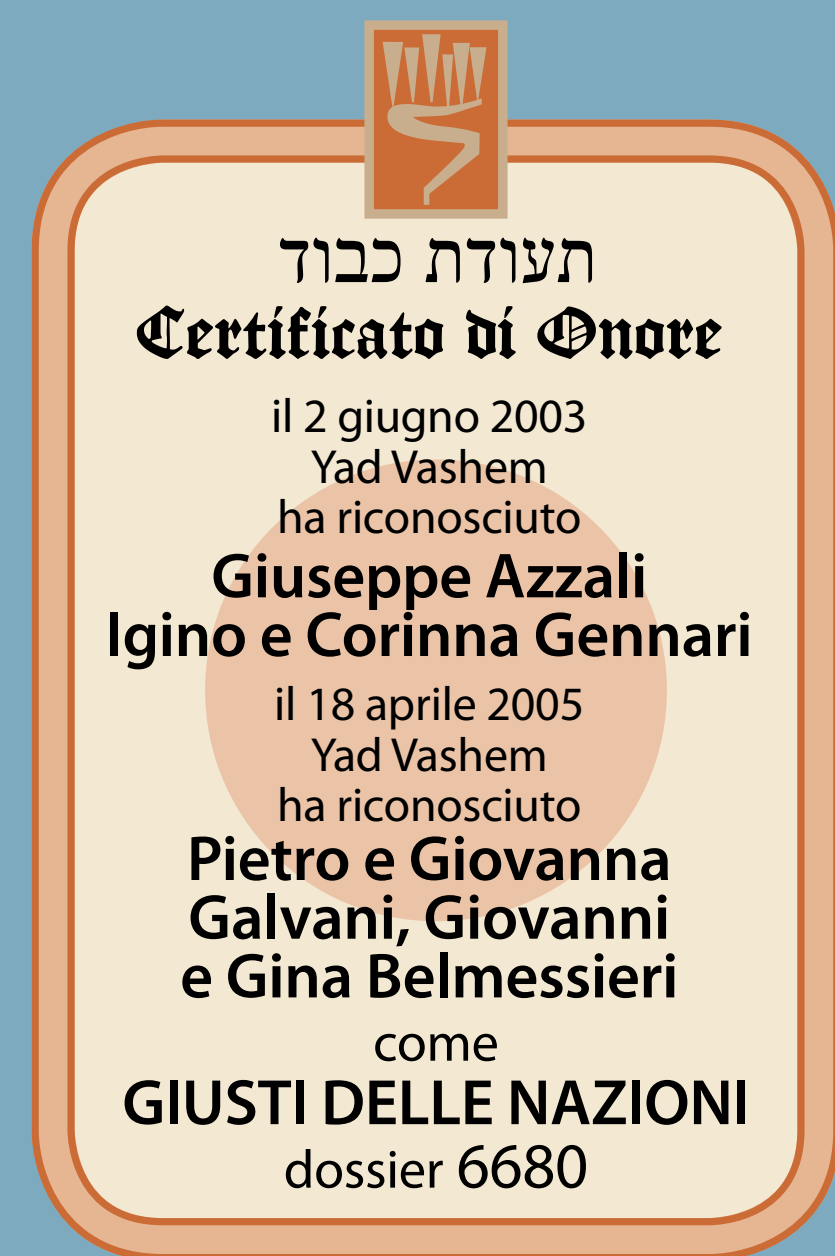 תעודת כבוד
Certificato di Onore
il 2 giugno 2003
Yad Vashem
ha riconosciuto
Giuseppe Azzali
Igino e Corinna Gennari
il 18 aprile 2005
Yad Vashem
ha riconosciuto
Pietro e Giovanna
Galvani, Giovanni
e Gina Belmessieri
come
GIUSTI DELLE NAZIONI
dossier 6680